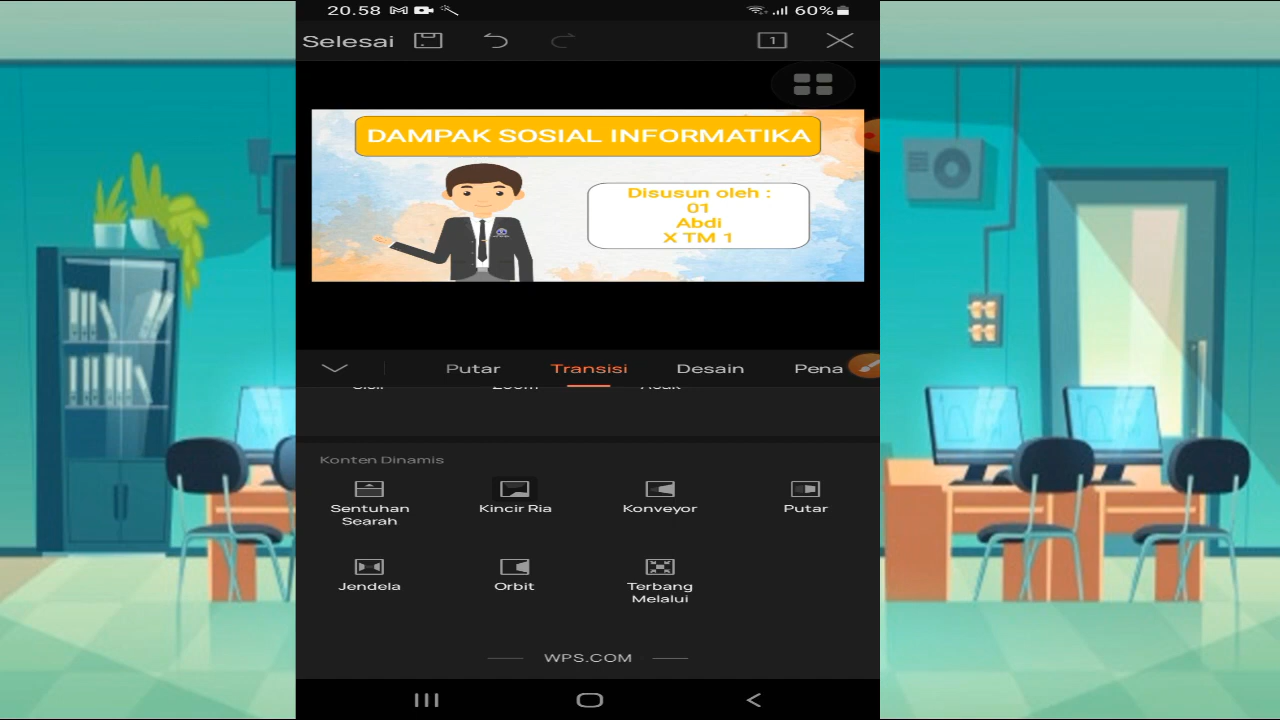 20.58
60%
Selesai
1
DAMPAK SOSIAL INFORMATIKA
Disusun oleh :
01
Abdi
X TM 1
Putar
Transisi
Desain
Pena
Konten Dinamis
Sentuhan Searah
Kincir Ria
Konveyor
Putar
Jendela
Orbit
Terbang Melalui
WPS.COM